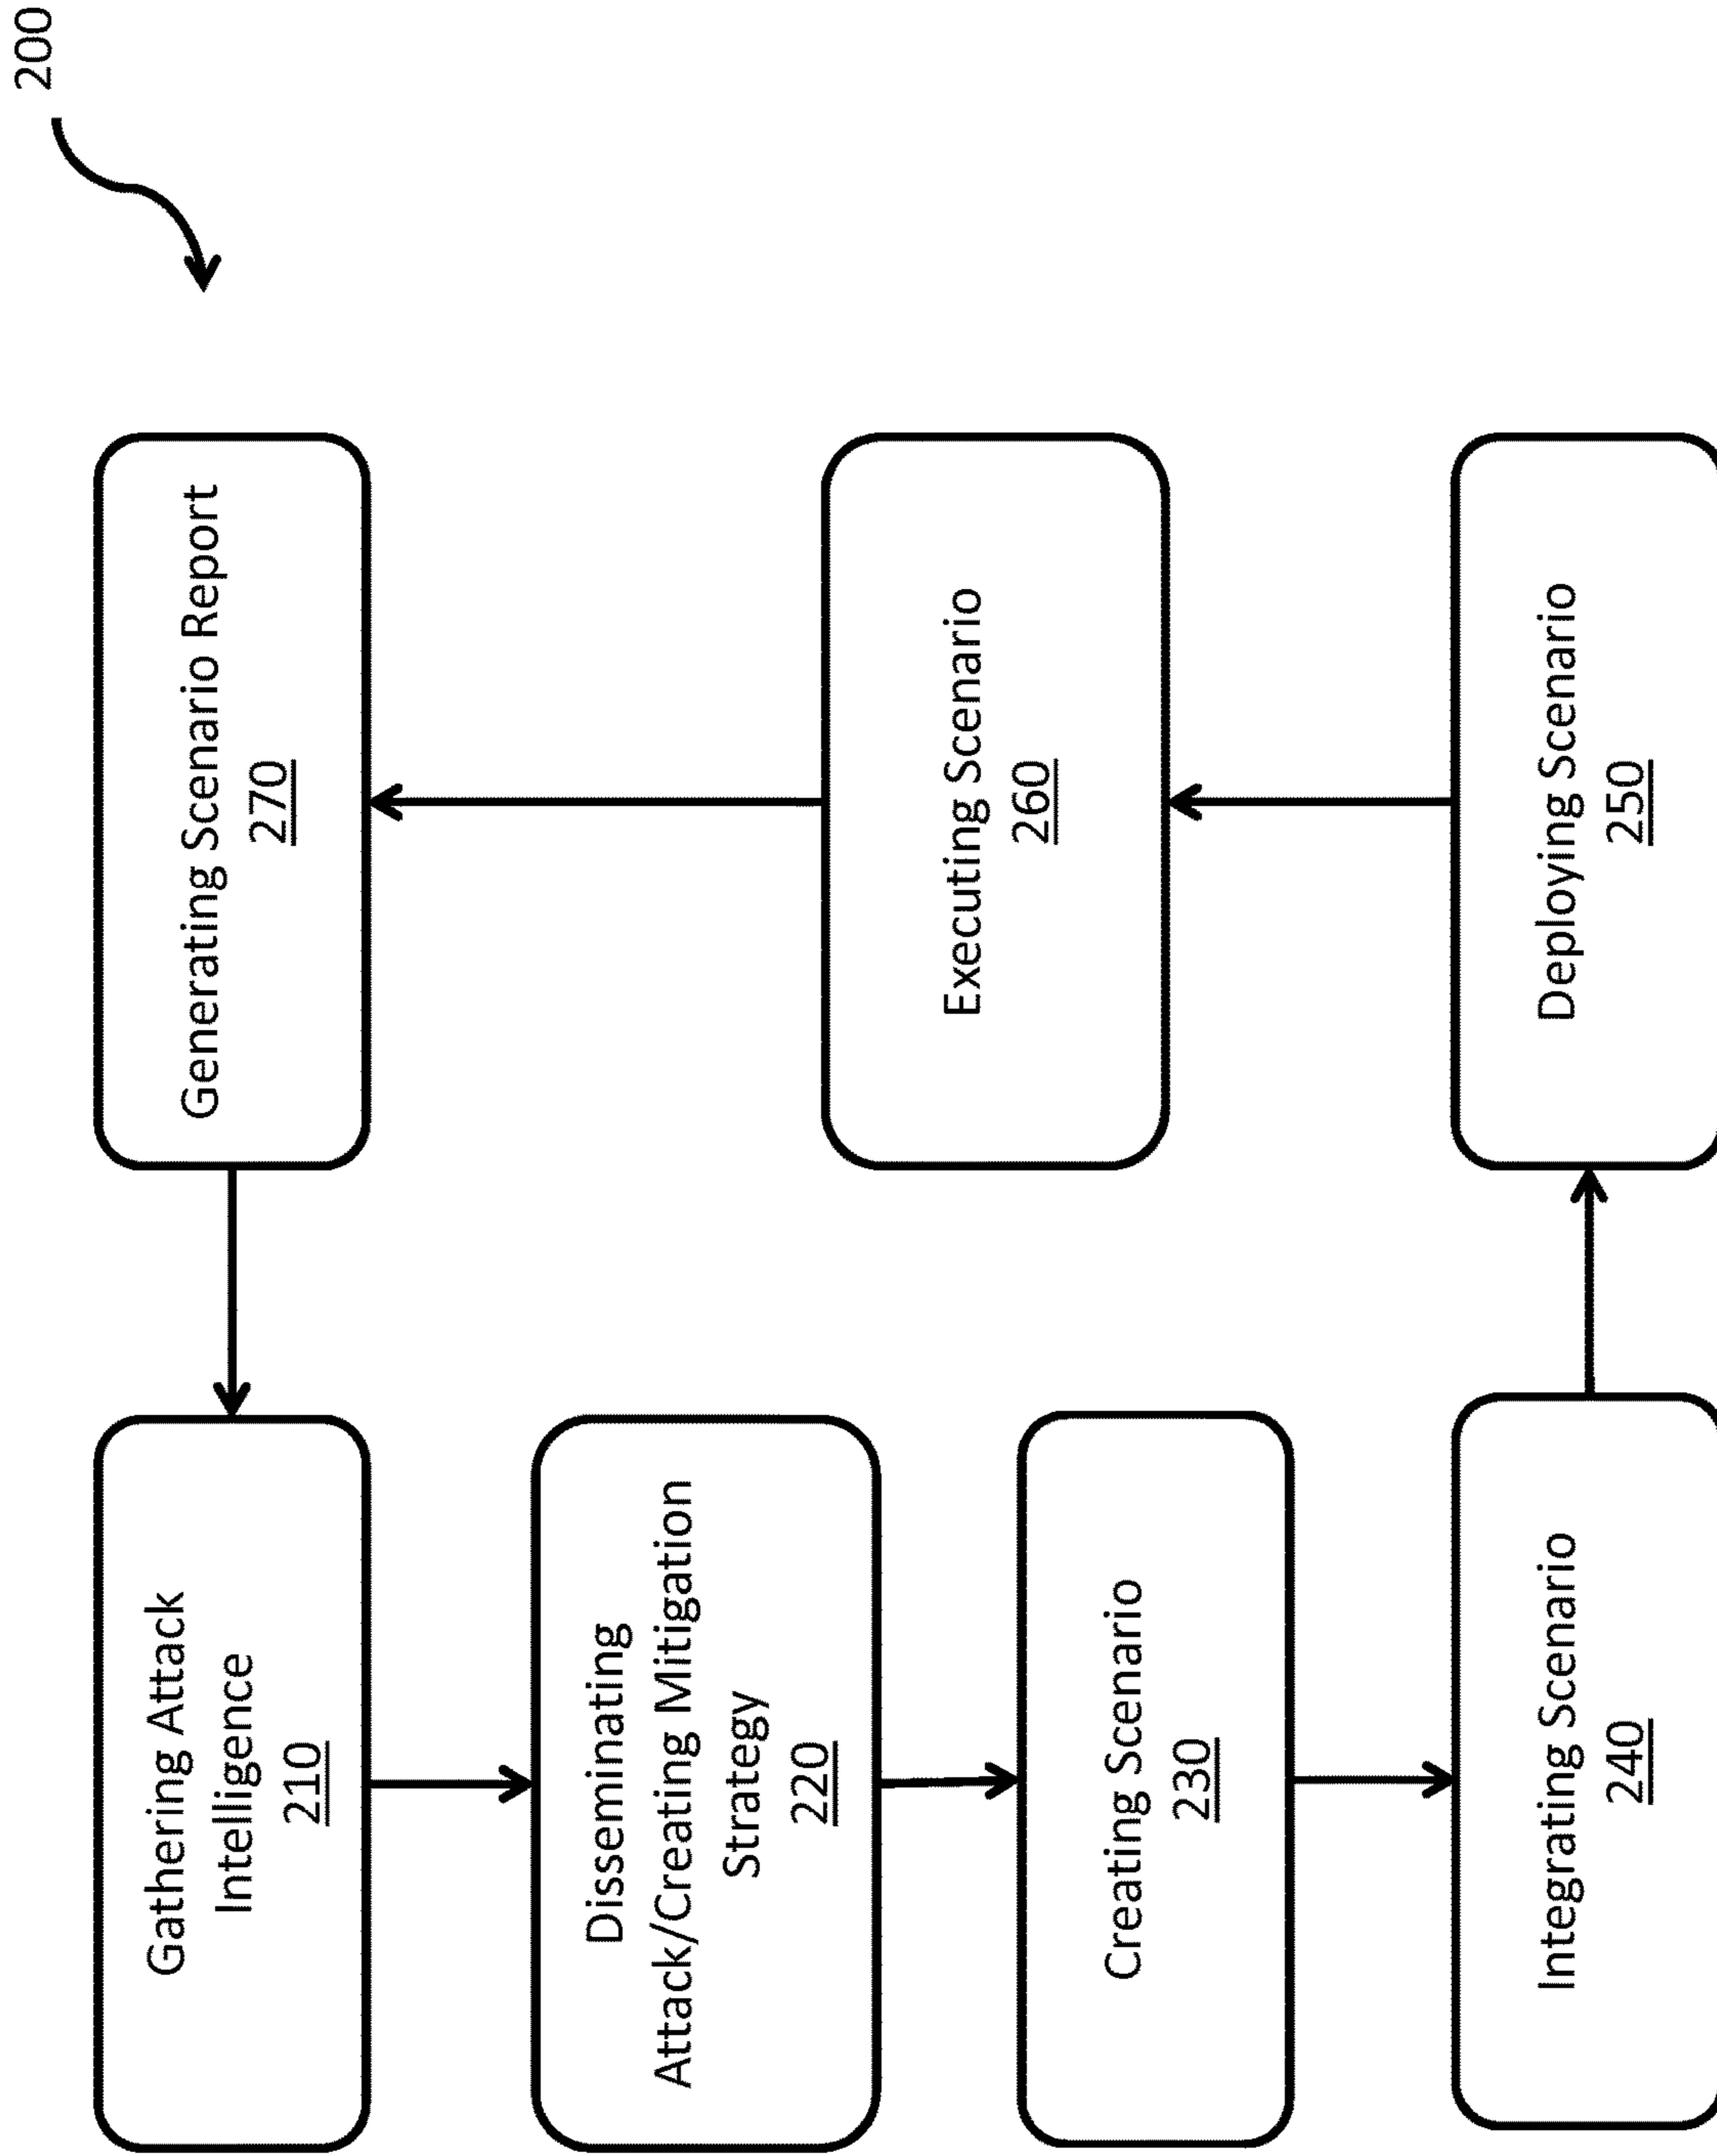 200
Gathering Attack
Intelligence
210
Disseminating
Attack/Creating Mitigation
Strategy
220
Creating Scenario
230
Integrating Scenario
240
Deploying Scenario
250
Executing Scenario
260
Generating Scenario Report
270